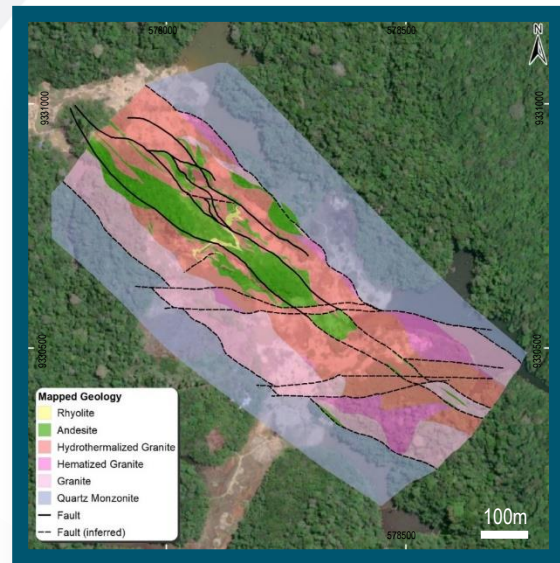 578000
578500
N
9331000
9331000
9330500
9330500
Mapped Geology
Rhyolite
Andesite
Hydrothermalized Granite
Hematized Granite
Granite
Quartz Monzonite
Fault
Fault (inferred)
578500
100m